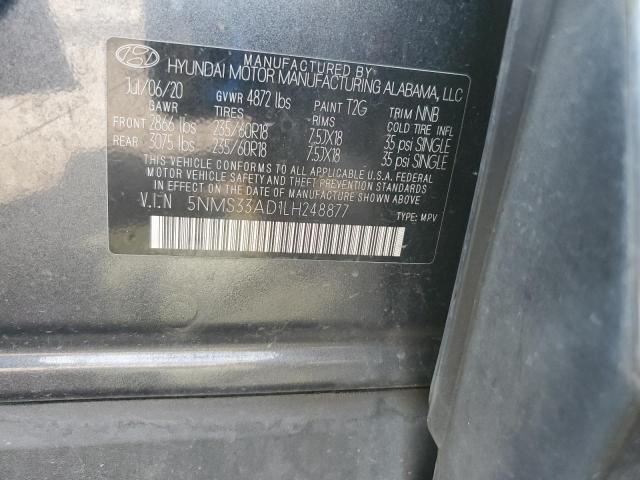 MANUFACTURED BY
HYUNDAI MOTOR MANUFACTURING ALABAMA, LLC
Jul/06/20 GVWR 4872 lbs PAINT T2G TRIM NNB
GAWR TIRES RIMS COLD TIRE INFL
FRONT 2866 lbs 235/60R18 7.5JX18 35 psi SINGLE
REAR 3075 lbs 235/60R18 7.5JX18 35 psi SINGLE
THIS VEHICLE CONFORMS TO ALL APPLICABLE U.S.A. FEDERAL
MOTOR VEHICLE SAFETY AND THEFT PREVENTION STANDARDS
IN EFFECT ON THE DATE OF MANUFACTURE SHOWN ABOVE.
V.I.N 5NMS33AD1LH248877 TYPE: MPV